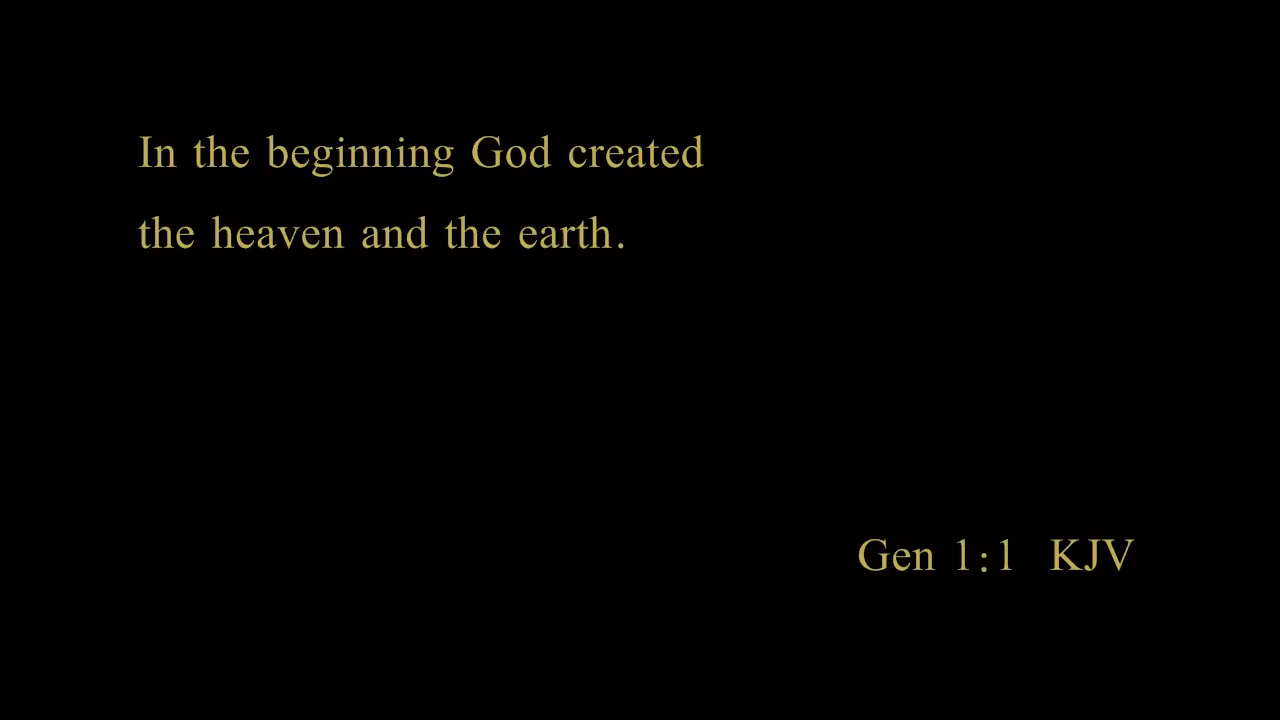 In the beginning God created
the heaven and the earth.
Gen 1:1 KJV